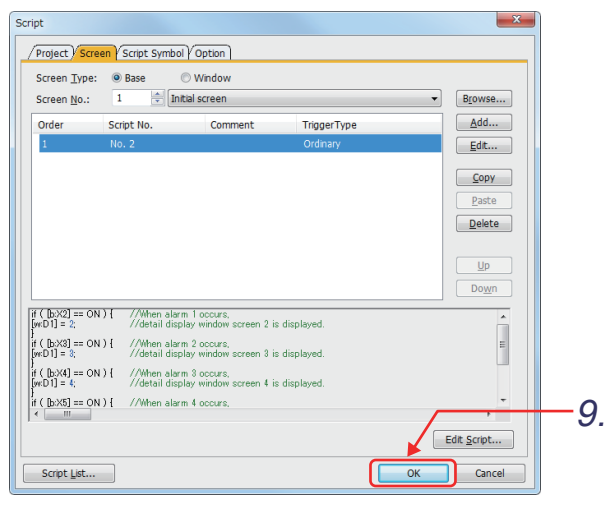 Script
Project Screen Script Symbol Option
Screen Type: Base Window
Screen No.: 1 Initial screen Browse...
Order Script No. Comment TriggerType Add...
1 No. 2 Ordinary Edit...
Copy
Paste
Delete
Up
Down
if ( [b:X2] == ON ) { //When alarm 1 occurs,
[w:D1] = 2; //detail display window screen 2 is displayed.
}
if ( [b:X3] == ON ) { //When alarm 2 occurs,
[w:D1] = 3; //detail display window screen 3 is displayed.
}
if ( [b:X4] == ON ) { //When alarm 3 occurs,
[w:D1] = 4; //detail display window screen 4 is displayed.
}
if ( [b:X5] == ON ) { //When alarm 4 occurs,
9.
Edit Script...
Script List... OK Cancel